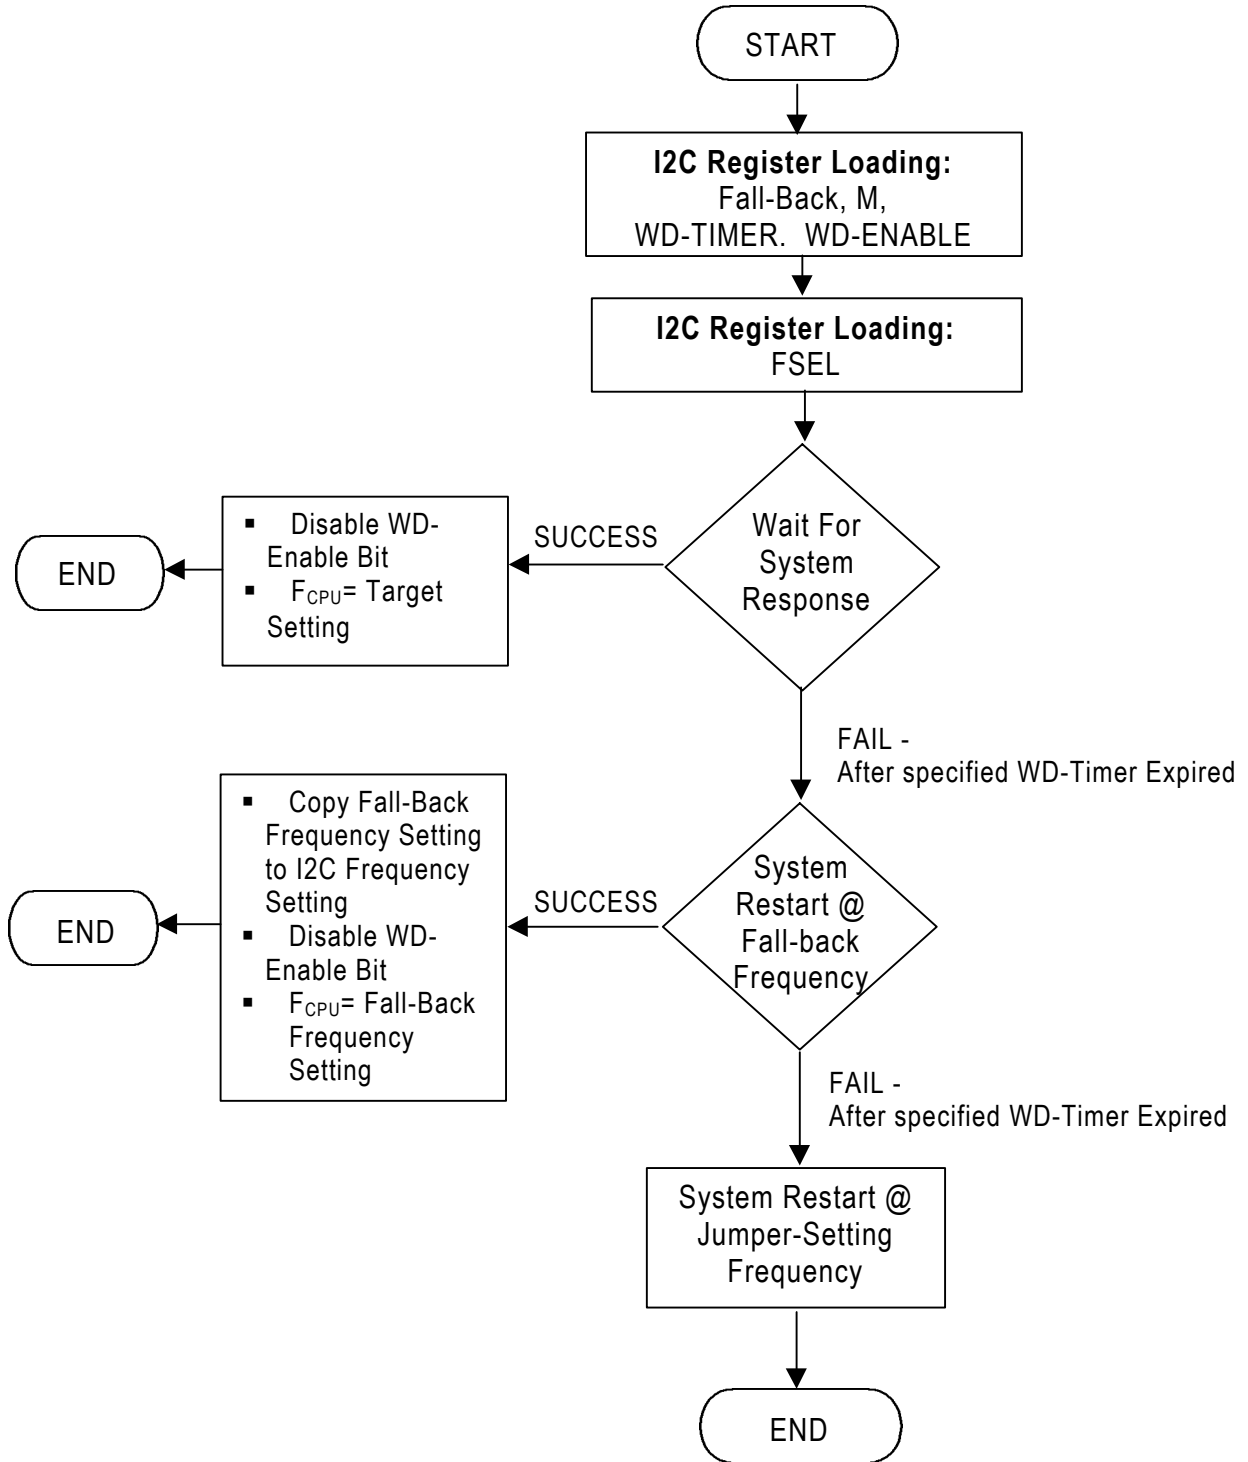 START
I2C Register Loading:
Fall-Back, M,
WD-TIMER. WD-ENABLE
I2C Register Loading:
FSEL
Wait For
System
Response
SUCCESS
▪ Disable WD-
Enable Bit
▪ FCPU= Target
Setting
END
FAIL -
After specified WD-Timer Expired
System
Restart @
Fall-back
Frequency
SUCCESS
▪ Copy Fall-Back
Frequency Setting
to I2C Frequency
Setting
▪ Disable WD-
Enable Bit
▪ FCPU= Fall-Back
Frequency
Setting
END
FAIL -
After specified WD-Timer Expired
System Restart @
Jumper-Setting
Frequency
END